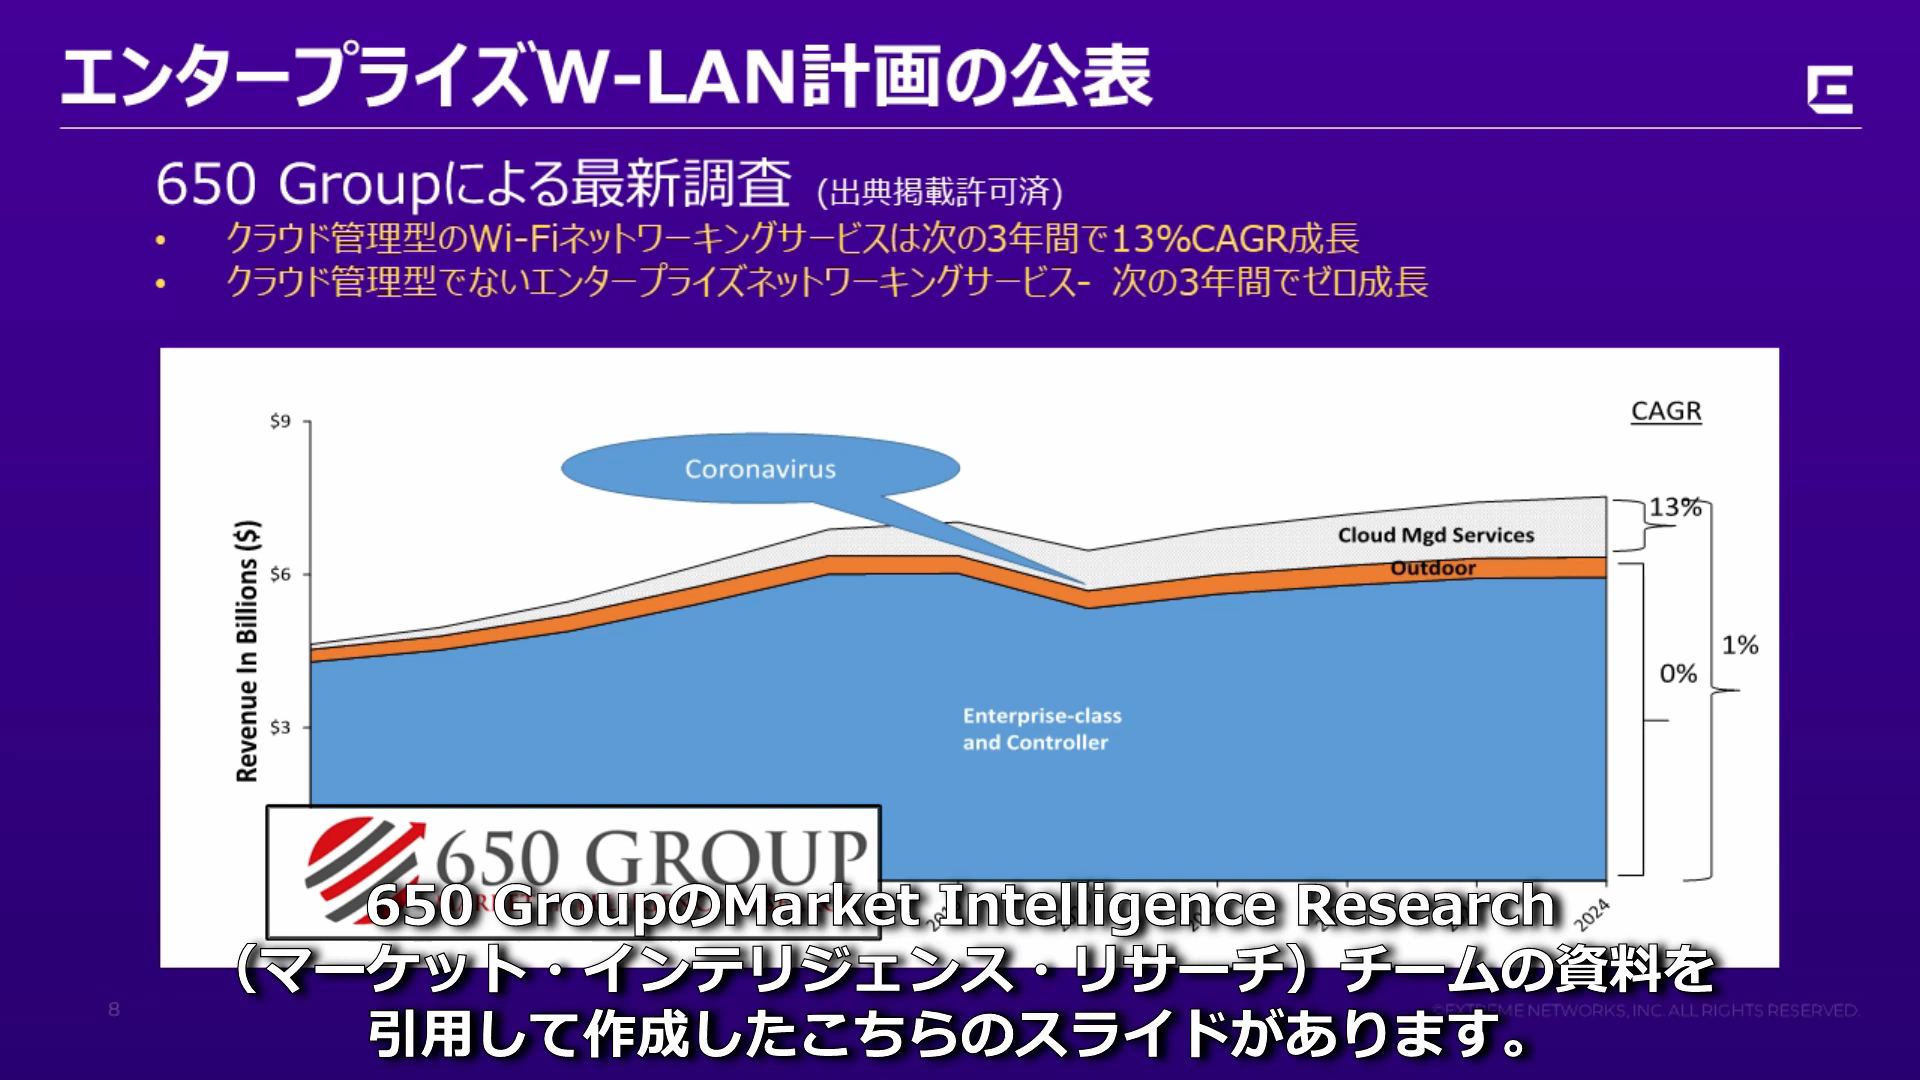 エンタープライズW-LAN計画の公表
650 Groupによる最新調査 (出典掲載許可済)
• クラウド管理型のWi-Fiネットワーキングサービスは次の3年間で13%CAGR成長
• クラウド管理型でないエンタープライズネットワーキングサービス- 次の3年間でゼロ成長
CAGR
$9
Coronavirus
13%
Cloud Mgd Services
Outdoor
$6
Revenue In Billions ($)
1%
0%
$3
Enterprise-class
and Controller
650 GROUP
2024
650 GroupのMarket Intelligence Research
（マーケット・インテリジェンス・リサーチ）チームの資料を
引用して作成したこちらのスライドがあります。
8
©EXTREME NETWORKS, INC. ALL RIGHTS RESERVED.